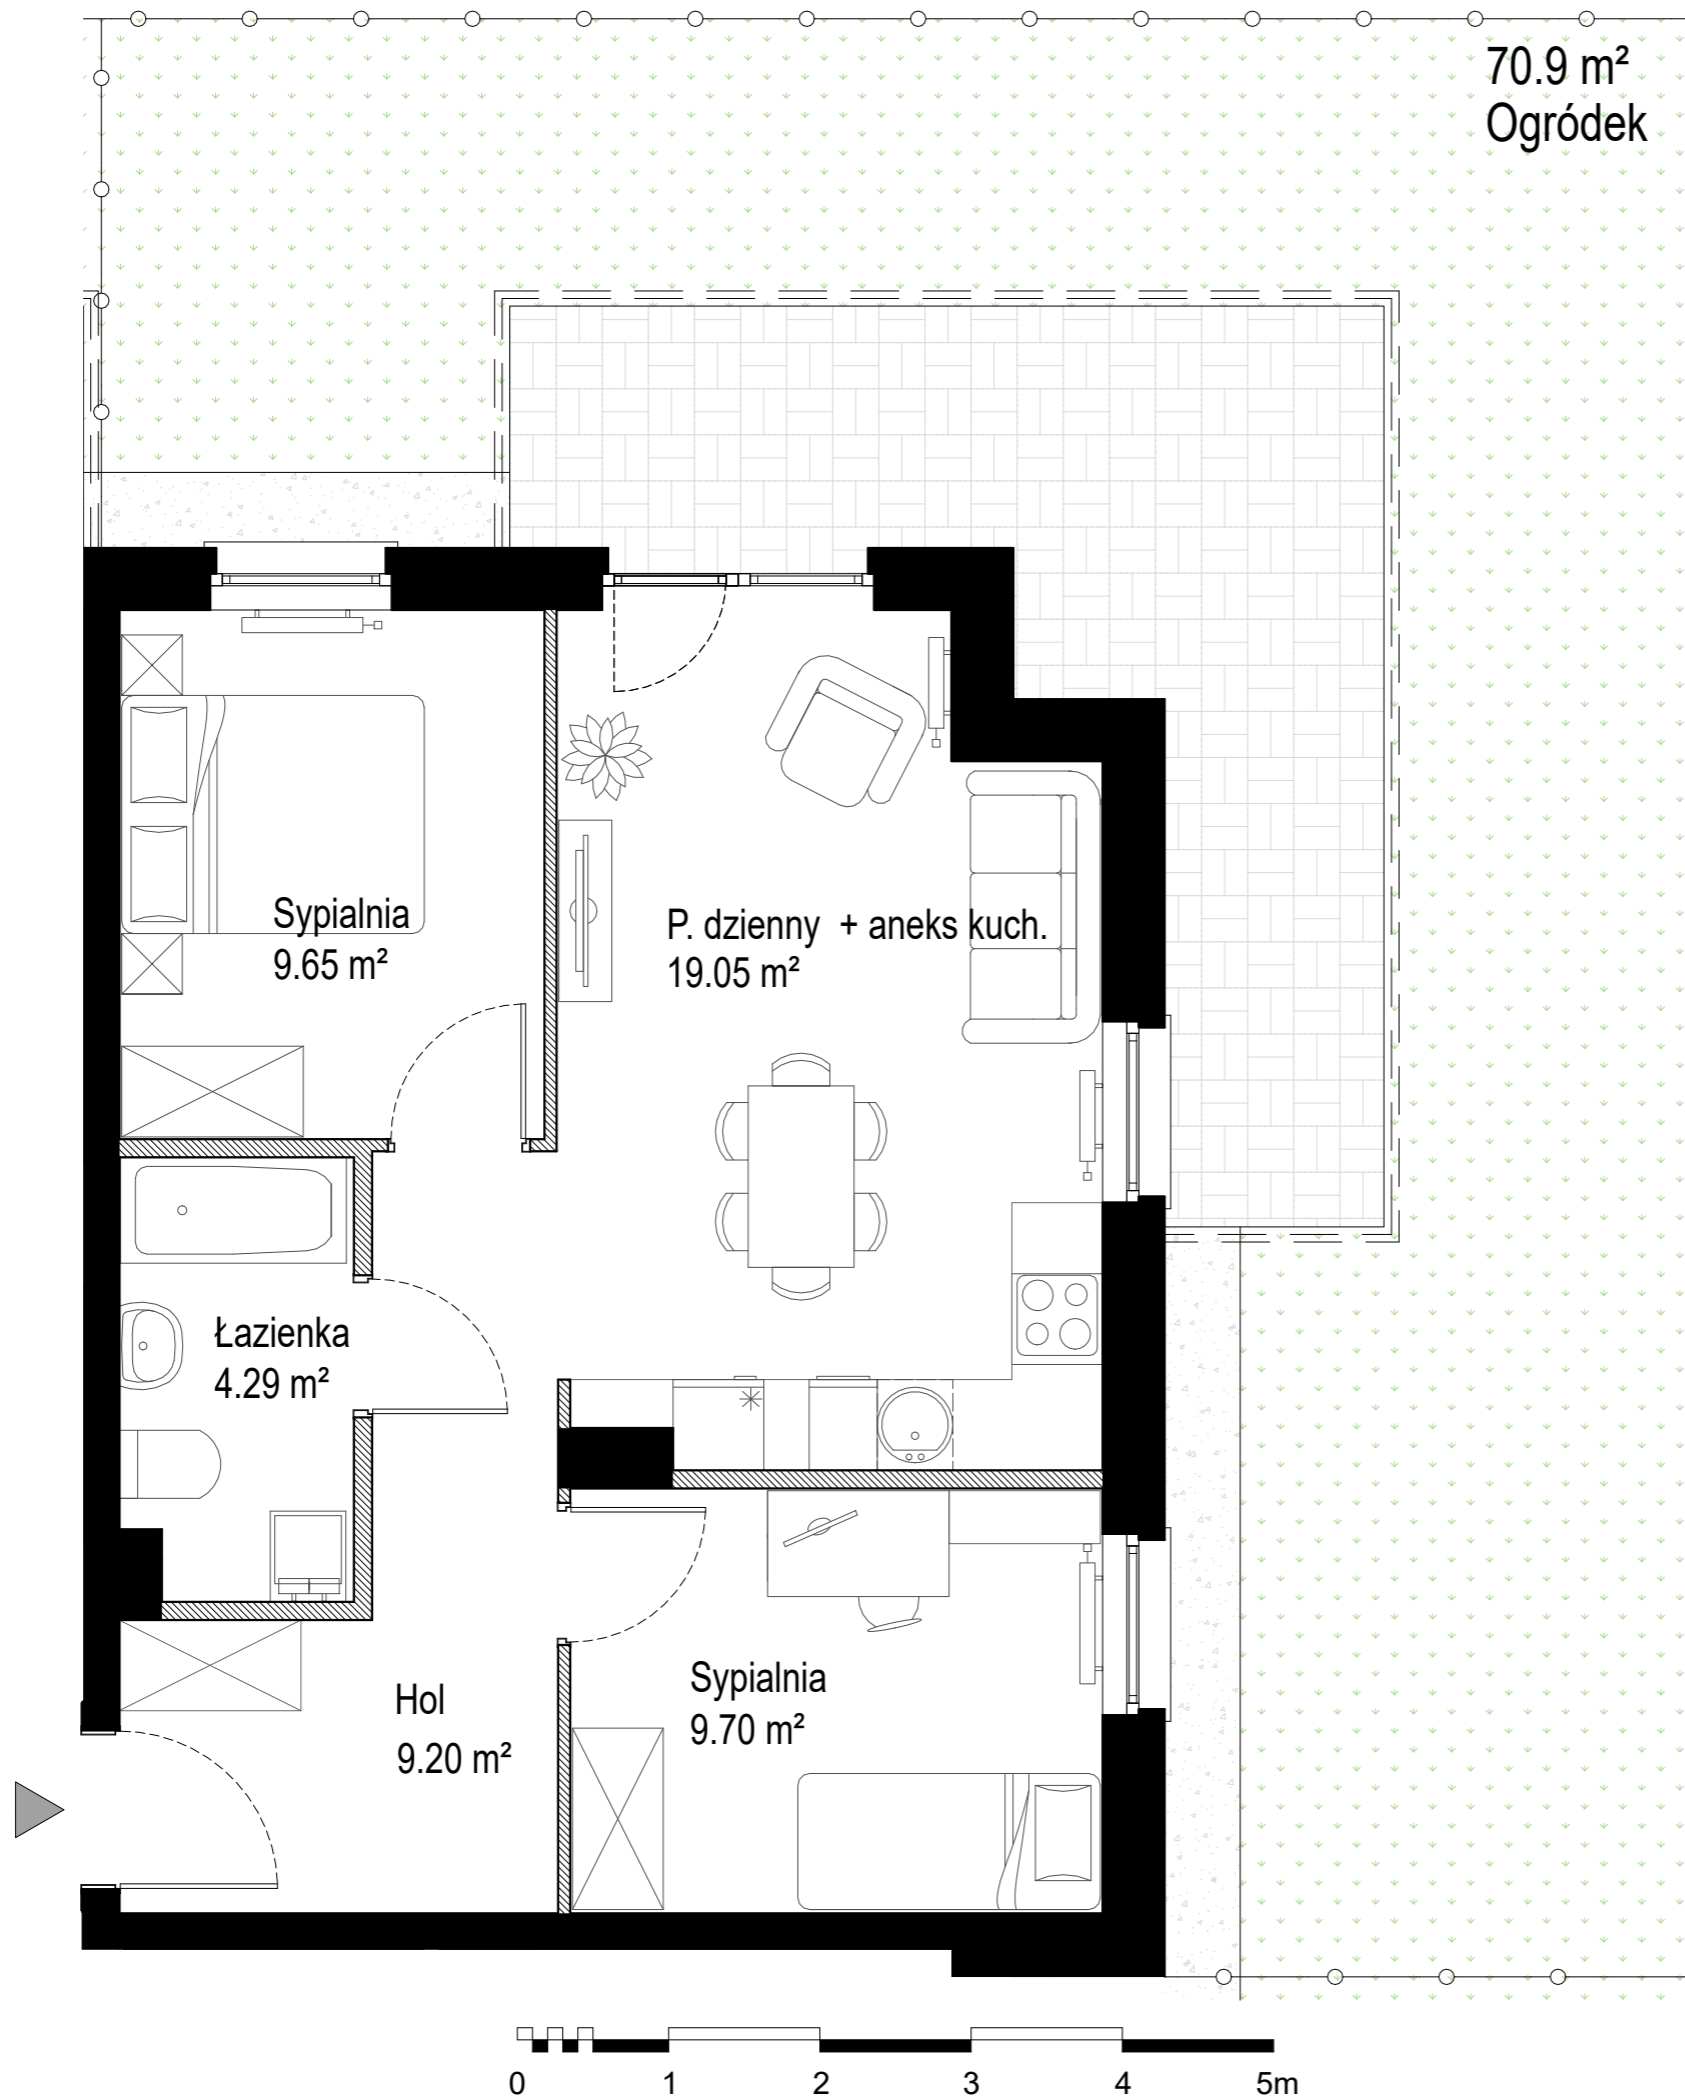 70.9 m²
Ogródek
Sypialnia
9.65 m²
P. dzienny + aneks kuch.
19.05 m²
Łazienka
4.29 m²
Sypialnia
9.70 m²
Hol
9.20 m²
0 1 2 3 4 5m